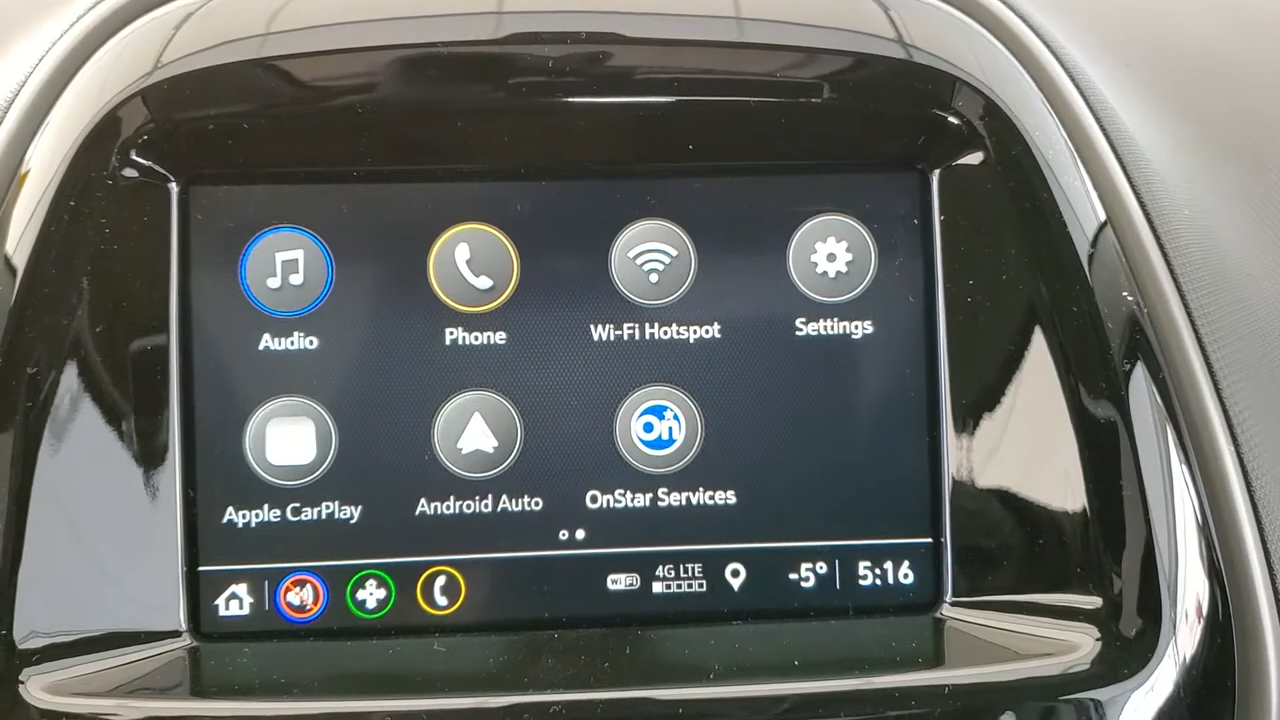 Audio
Phone
Wi-Fi Hotspot
Settings
Apple CarPlay
Android Auto
On
OnStar Services
WiFi
4G LTE
-5°
5:16